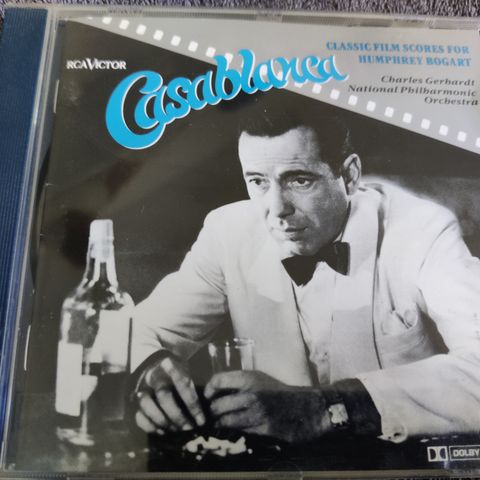 CLASSIC FILM SCORES FOR
HUMPHREY BOGART
RCA VICTOR
Casablanca
Charles Gerhardt
National Philharmonic
Orchestra
DOLBY